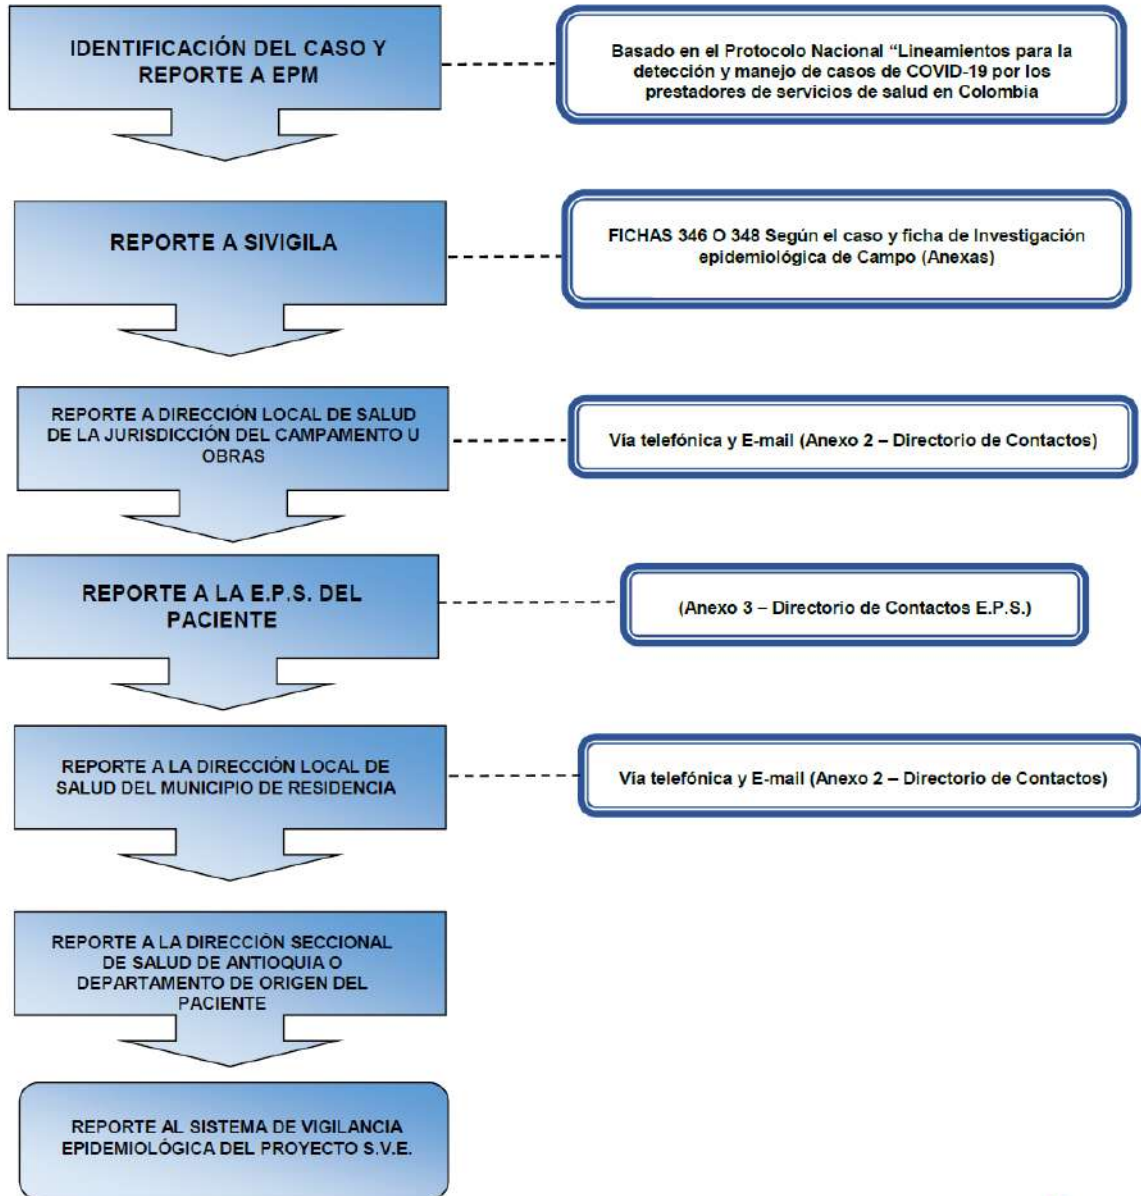 IDENTIFICACIÓN DEL CASO Y
REPORTE A EPM
Basado en el Protocolo Nacional “Lineamientos para la
detección y manejo de casos de COVID-19 por los
prestadores de servicios de salud en Colombia
REPORTE A SIVIGILA
FICHAS 346 O 348 Según el caso y ficha de Investigación
epidemiológica de Campo (Anexas)
REPORTE A DIRECCIÓN LOCAL DE SALUD
DE LA JURISDICCIÓN DEL CAMPAMENTO U
OBRAS
Vía telefónica y E-mail (Anexo 2 – Directorio de Contactos)
REPORTE A LA E.P.S. DEL
PACIENTE
(Anexo 3 – Directorio de Contactos E.P.S.)
REPORTE A LA DIRECCIÓN LOCAL DE
SALUD DEL MUNICIPIO DE RESIDENCIA
Vía telefónica y E-mail (Anexo 2 – Directorio de Contactos)
REPORTE A LA DIRECCIÓN SECCIONAL
DE SALUD DE ANTIOQUIA O
DEPARTAMENTO DE ORIGEN DEL
PACIENTE
REPORTE AL SISTEMA DE VIGILANCIA
EPIDEMIOLÓGICA DEL PROYECTO S.V.E.